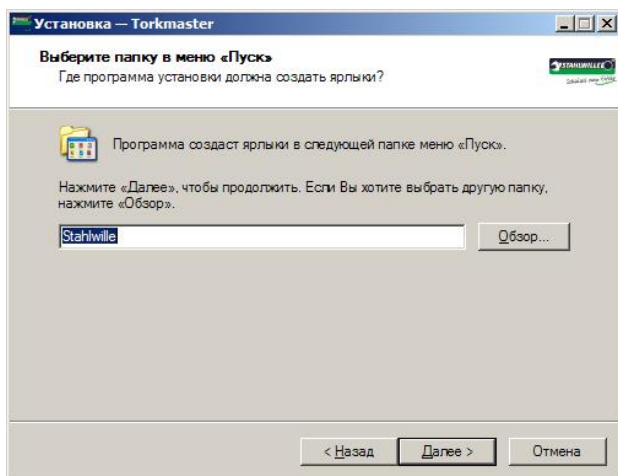 Установка — Torkmaster
Выберите папку в меню «Пуск»
Где программа установки должна создать ярлыки?
STAHLWILLE
Программа создаст ярлыки в следующей папке меню «Пуск».
Нажмите «Далее», чтобы продолжить. Если Вы хотите выбрать другую папку,
нажмите «Обзор».
Stahlwille
Обзор...
< Назад
Далее >
Отмена